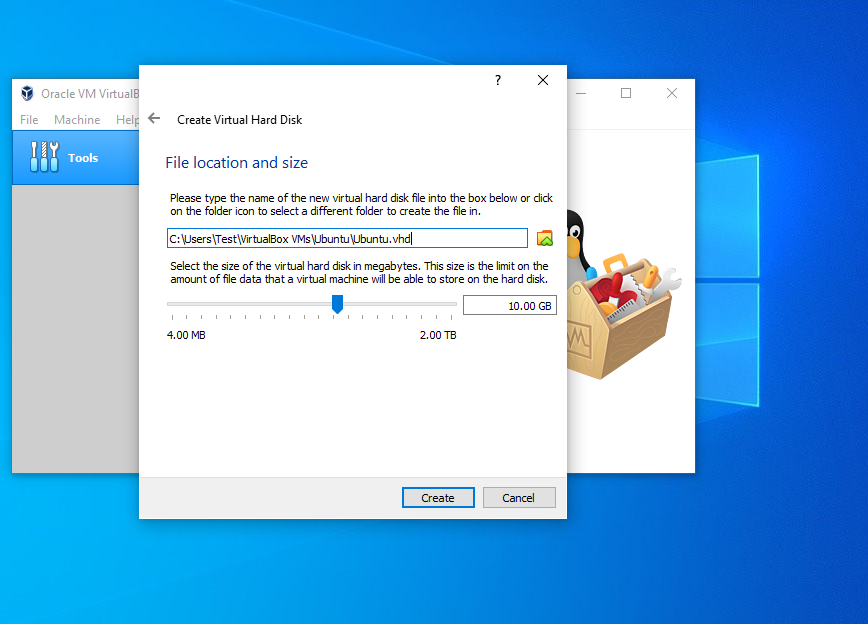 Oracle VM VirtualB
File Machine Help
Tools
?
Create Virtual Hard Disk
File location and size
Please type the name of the new virtual hard disk file into the box below or click
on the folder icon to select a different folder to create the file in.
C:\Users\Test\VirtualBox VMs\Ubuntu\Ubuntu.vhd
Select the size of the virtual hard disk in megabytes. This size is the limit on the
amount of file data that a virtual machine will be able to store on the hard disk.
10.00 GB
4.00 MB 2.00 TB
Create Cancel